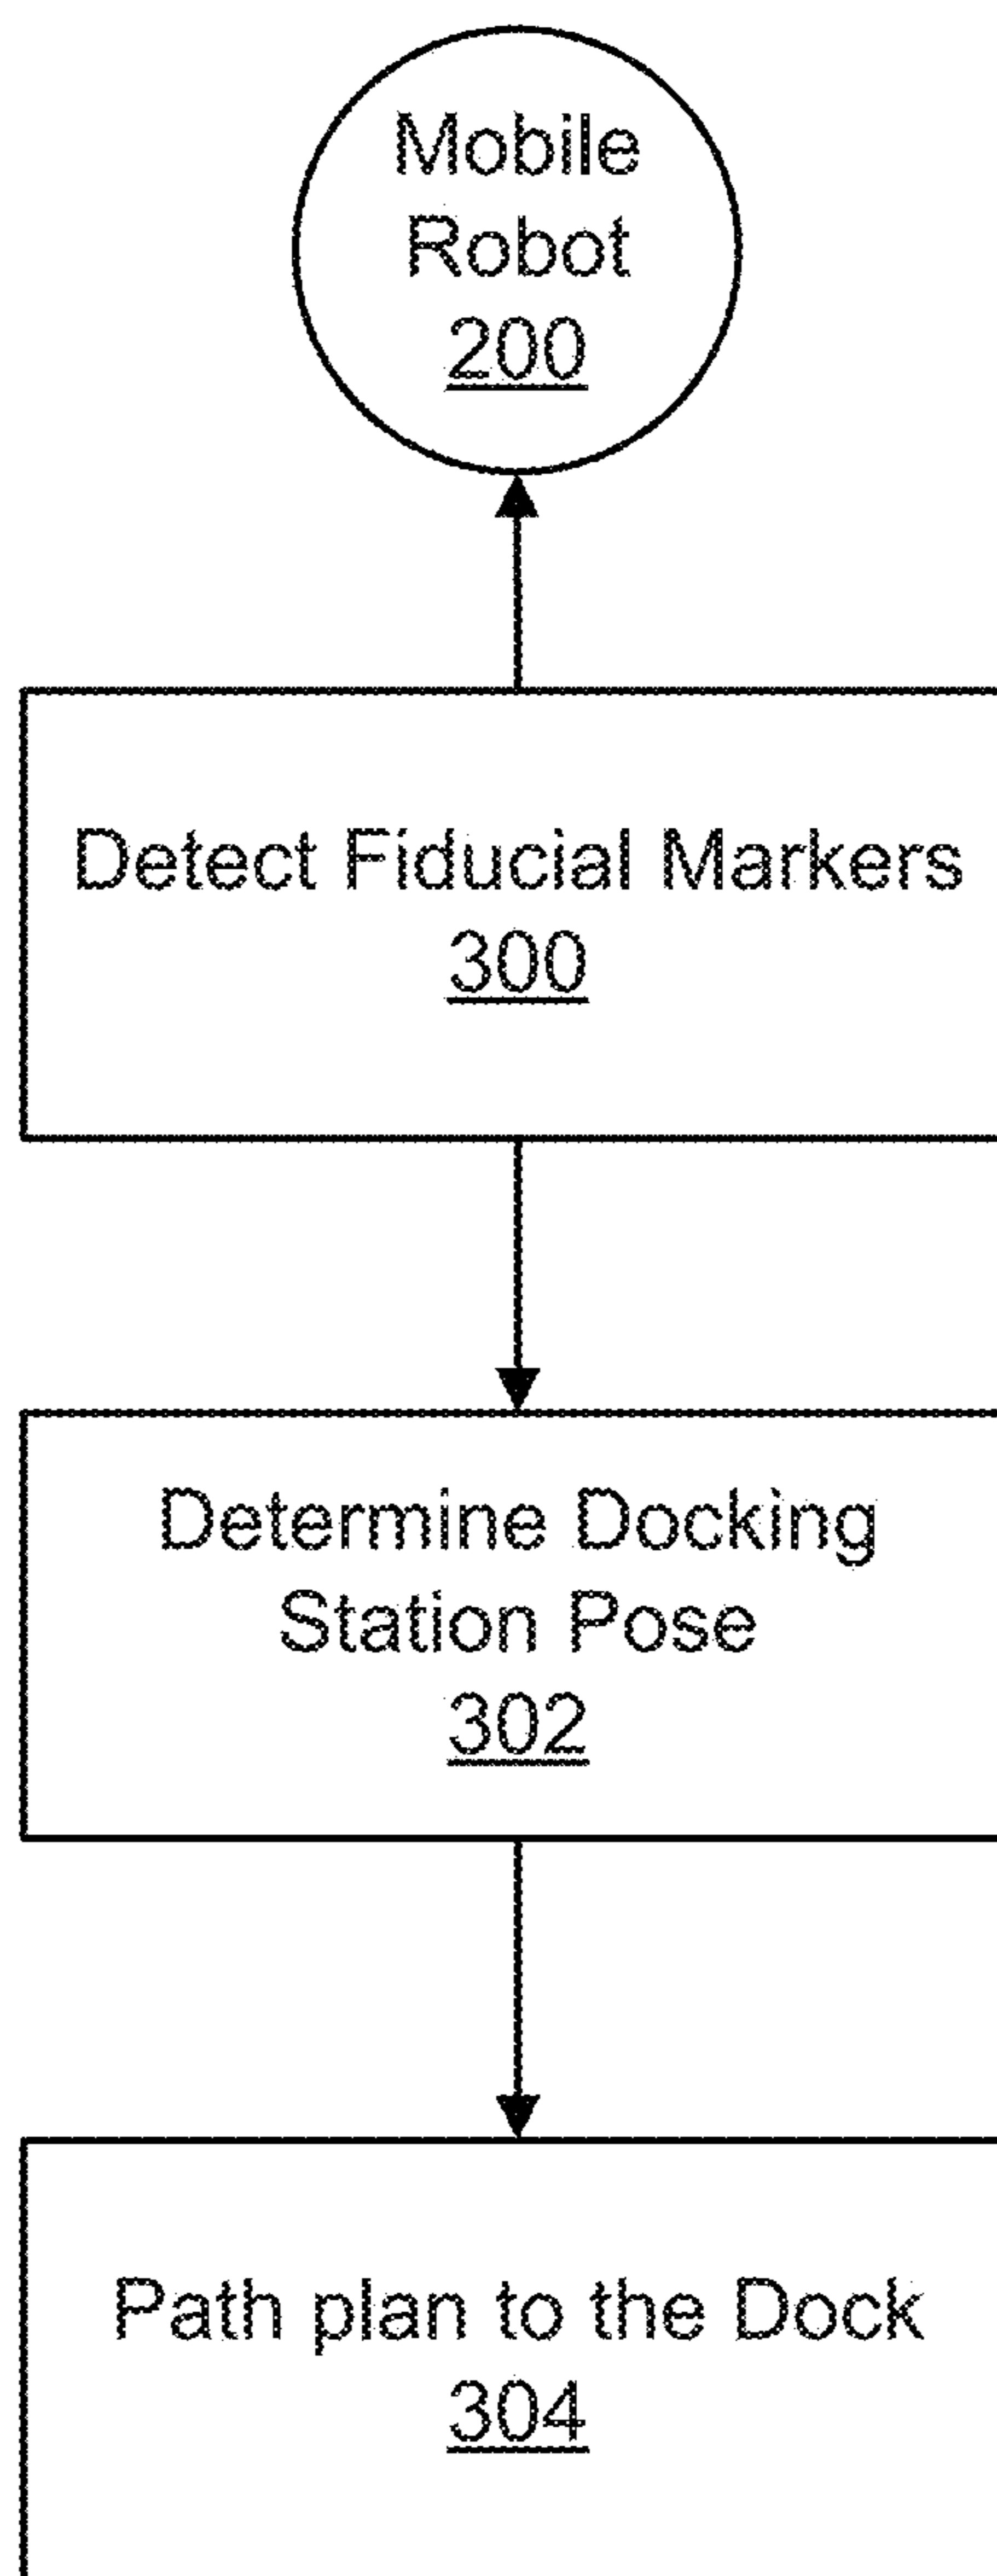 Mobile
Robot
200
Detect Fiducial Markers
300
Determine Docking
Station Pose
302
Path plan to the Dock
304